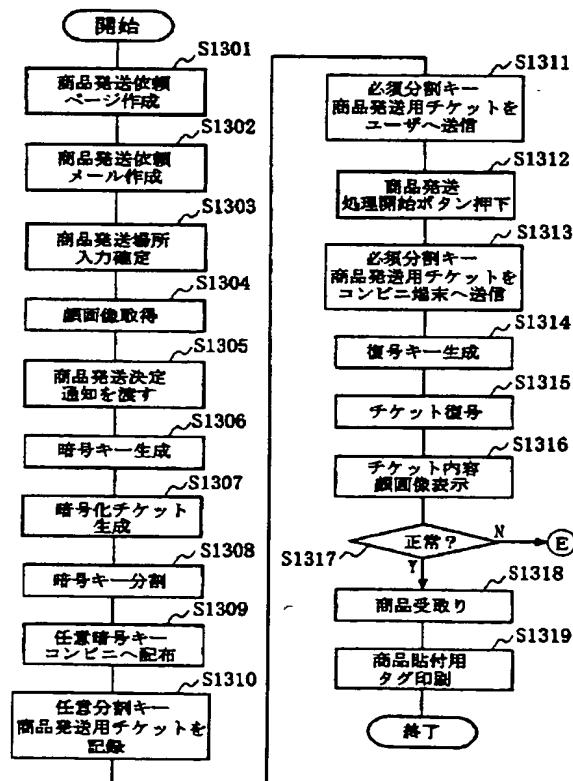 開始
S1301
商品発送依頼
ページ作成
S1302
商品発送依頼
メール作成
S1303
商品発送場所
入力確定
S1304
顔画像取得
S1305
商品発送決定
通知を渡す
S1306
暗号キー生成
S1307
暗号化チケット
生成
S1308
暗号キー分割
S1309
任意暗号キー
コンビニへ配布
S1310
任意分割キー
商品発送用チケットを
記録
S1311
必須分割キー
商品発送用チケットを
ユーザへ送信
S1312
商品発送
処理開始ボタン押下
S1313
必須分割キー
商品発送用チケットを
コンビニ端末へ送信
S1314
復号キー生成
S1315
チケット復号
S1316
チケット内容
顔画像表示
S1317
正常?
N
E
Y
S1318
商品受取り
S1319
商品貼付用
タグ印刷
終了